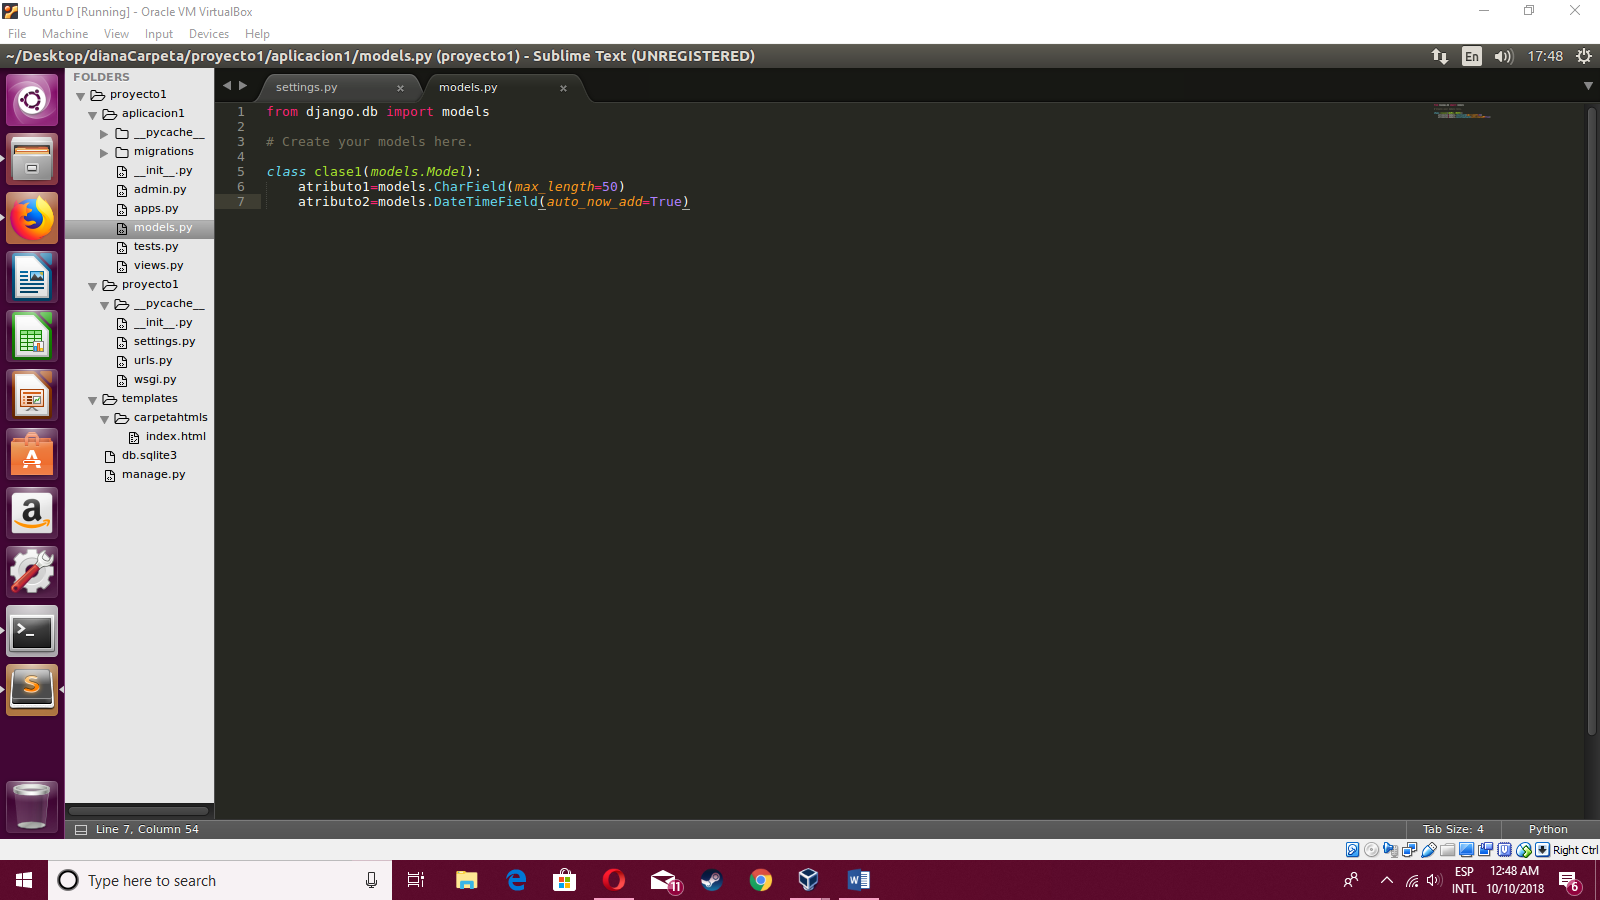 Ubuntu D [Running] - Oracle VM VirtualBox
File Machine View Input Devices Help
~/Desktop/dianaCarpeta/proyecto1/aplicacion1/models.py (proyecto1) - Sublime Text (UNREGISTERED)
En
17:48
FOLDERS
proyecto1
aplicacion1
__pycache__
migrations
__init__.py
admin.py
apps.py
models.py
tests.py
views.py
proyecto1
__pycache__
__init__.py
settings.py
urls.py
wsgi.py
templates
carpetahtmls
index.html
db.sqlite3
manage.py
settings.py ×
models.py ×
1 from django.db import models
2
3 # Create your models here.
4
5 class clase1(models.Model):
6 atributo1=models.CharField(max_length=50)
7 atributo2=models.DateTimeField(auto_now_add=True)
Line 7, Column 54
Tab Size: 4
Python
Right Ctrl
Type here to search
11
ESP
INTL
12:48 AM
10/10/2018
6